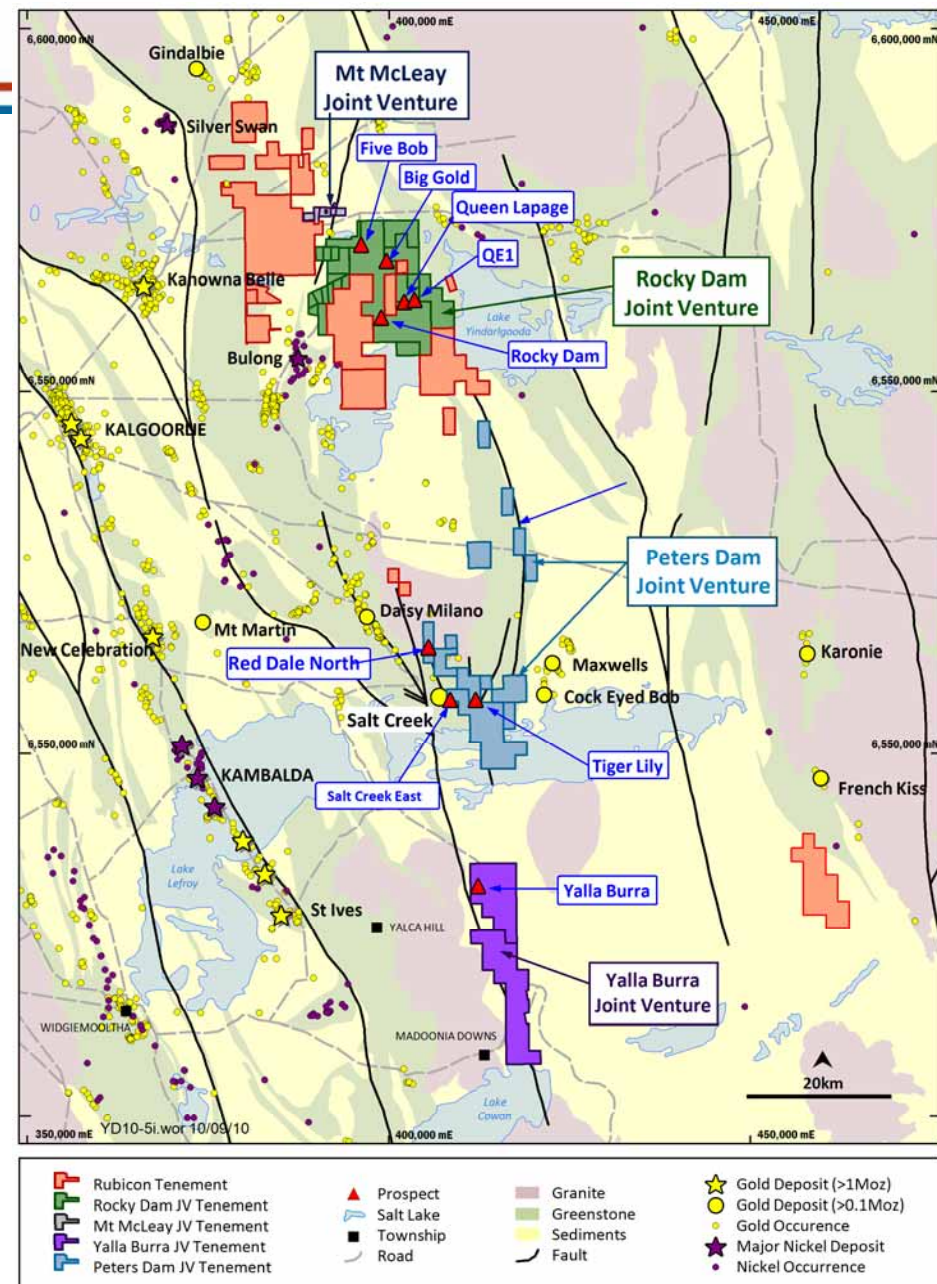 400,000 mE
450,000 mE
6,600,000 mN
6,600,000 mN
Gindalbie
Mt McLeay
Joint Venture
Silver Swan
Five Bob
Big Gold
Queen Lapage
QE1
Kanowna Belle
Rocky Dam
Joint Venture
Lake
Yindarlgooda
Rocky Dam
Bulong
6,550,000 mN
6,550,000 mN
KALGOORLIE
Peters Dam
Joint Venture
Daisy Milano
Mt Martin
New Celebration
Red Dale North
Maxwells
Karonie
Cock Eyed Bob
Salt Creek
6,550,000 mN
6,550,000 mN
Tiger Lily
KAMBALDA
Salt Creek East
French Kiss
Lake
Lefroy
Yalla Burra
St Ives
YALCA HILL
Yalla Burra
Joint Venture
WIDGIEMOOLTHA
MADOONIA DOWNS
20km
Lake
Cowan
YD10-5i.wor 10/09/10
350,000 mE
400,000 mE
450,000 mE
Rubicon Tenement
Rocky Dam JV Tenement
Mt McLeay JV Tenement
Yalla Burra JV Tenement
Peters Dam JV Tenement
Prospect
Salt Lake
Township
Road
Granite
Greenstone
Sediments
Fault
Gold Deposit (>1Moz)
Gold Deposit (>0.1Moz)
Gold Occurence
Major Nickel Deposit
Nickel Occurrence